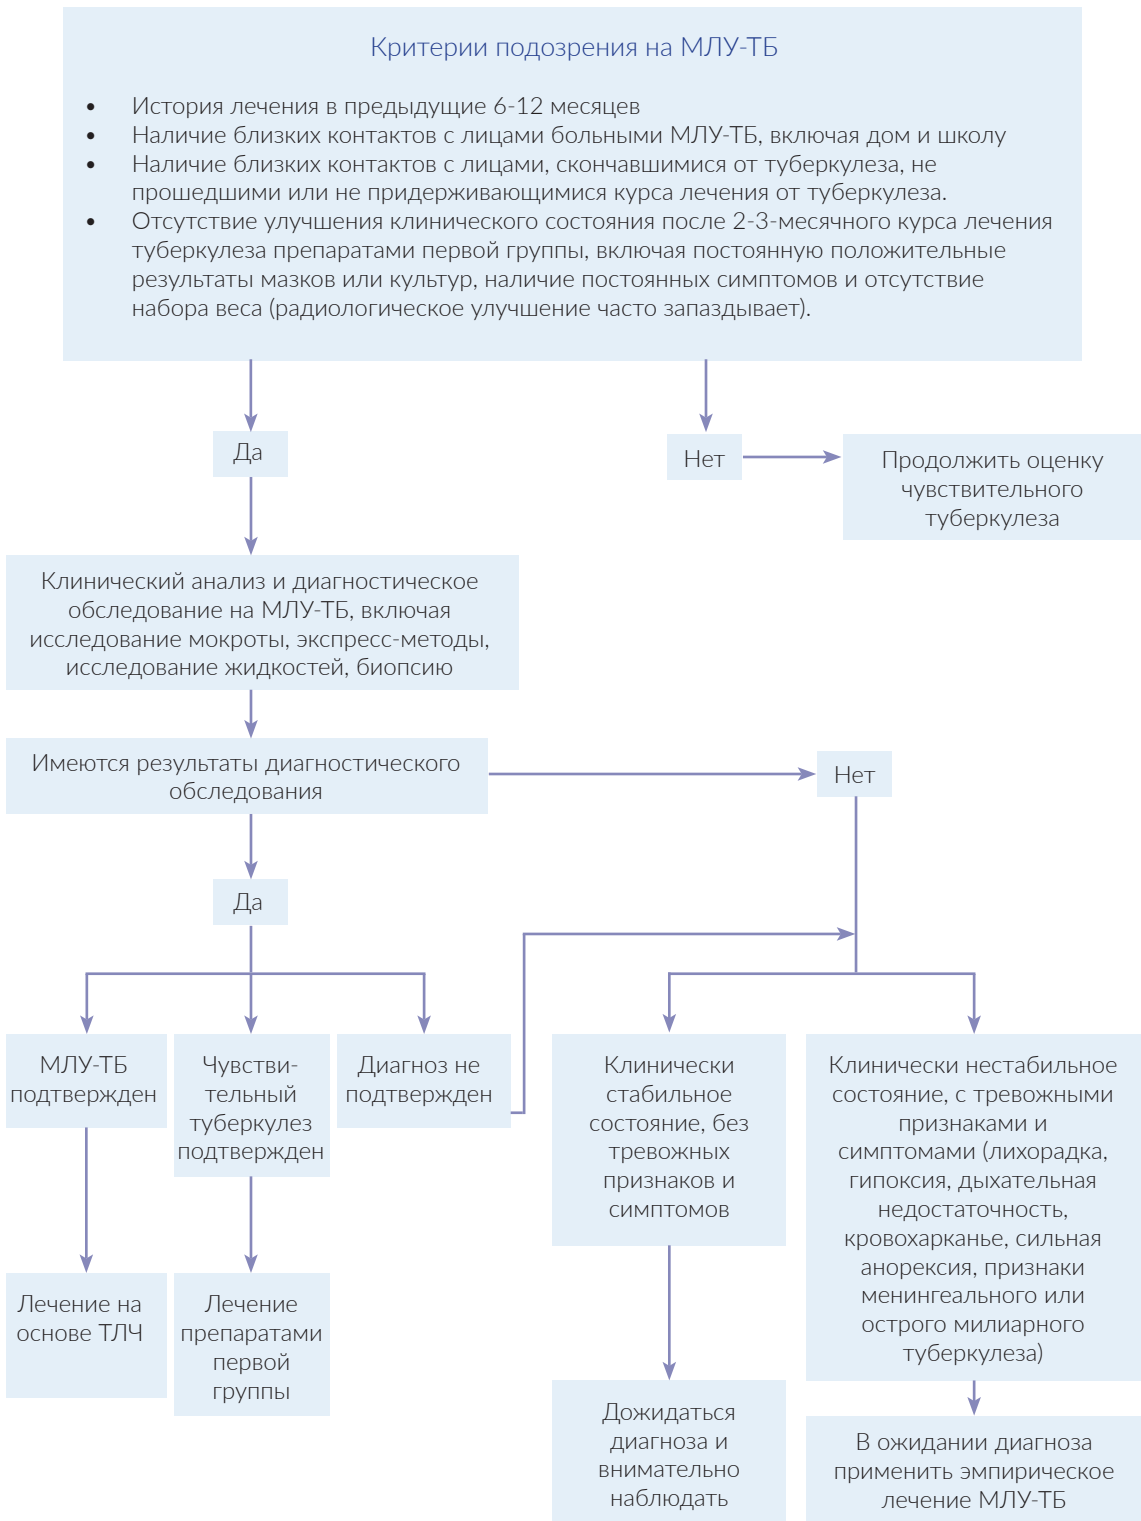 Критерии подозрения на МЛУ-ТБ
• История лечения в предыдущие 6-12 месяцев
• Наличие близких контактов с лицами больными МЛУ-ТБ, включая дом и школу
• Наличие близких контактов с лицами, скончавшимися от туберкулеза, не
прошедшими или не придерживающимися курса лечения от туберкулеза.
• Отсутствие улучшения клинического состояния после 2-3-месячного курса лечения
туберкулеза препаратами первой группы, включая постоянную положительные
результаты мазков или культур, наличие постоянных симптомов и отсутствие
набора веса (радиологическое улучшение часто запаздывает).
Да
Нет
Продолжить оценку
чувствительного
туберкулеза
Клинический анализ и диагностическое
обследование на МЛУ-ТБ, включая
исследование мокроты, экспресс-методы,
исследование жидкостей, биопсию
Имеются результаты диагностического
обследования
Нет
Да
МЛУ-ТБ
подтвержден
Чувстви-
тельный
туберкулез
подтвержден
Диагноз не
подтвержден
Клинически
стабильное
состояние, без
тревожных
признаков и
симптомов
Клинически нестабильное
состояние, с тревожными
признаками и
симптомами (лихорадка,
гипоксия, дыхательная
недостаточность,
кровохарканье, сильная
анорексия, признаки
менингеального или
острого милиарного
туберкулеза)
Лечение на
основе ТЛЧ
Лечение
препаратами
первой
группы
Дожидаться
диагноза и
внимательно
наблюдать
В ожидании диагноза
применить эмпирическое
лечение МЛУ-ТБ